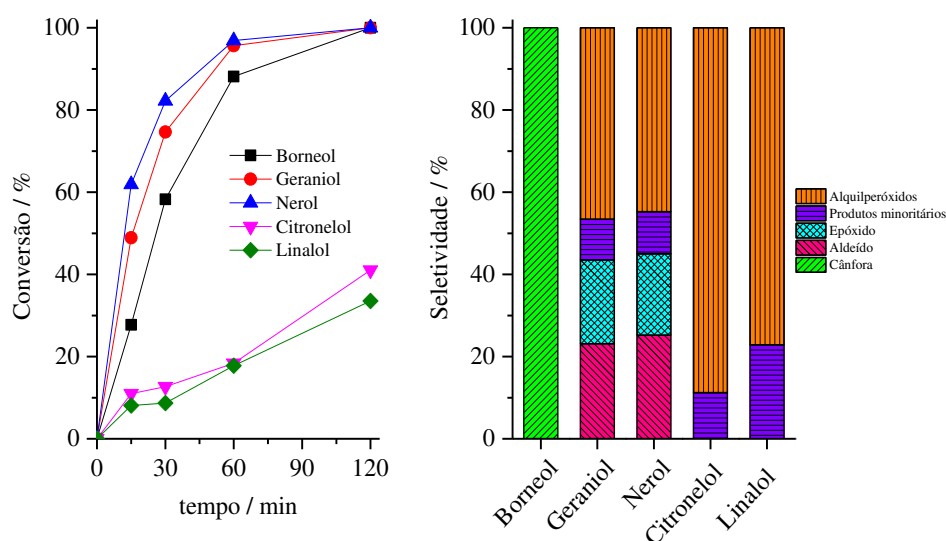 100
80
60
40
20
0
Conversão / %
0
30
60
90
120
tempo / min
Borneol
Geraniol
Nerol
Citronelol
Linalol
100
80
60
40
20
0
Seletividade / %
Borneol
Geraniol
Nerol
Citronelol
Linalol
Alquilperóxidos
Produtos minoritários
Epóxido
Aldeído
Cânfora